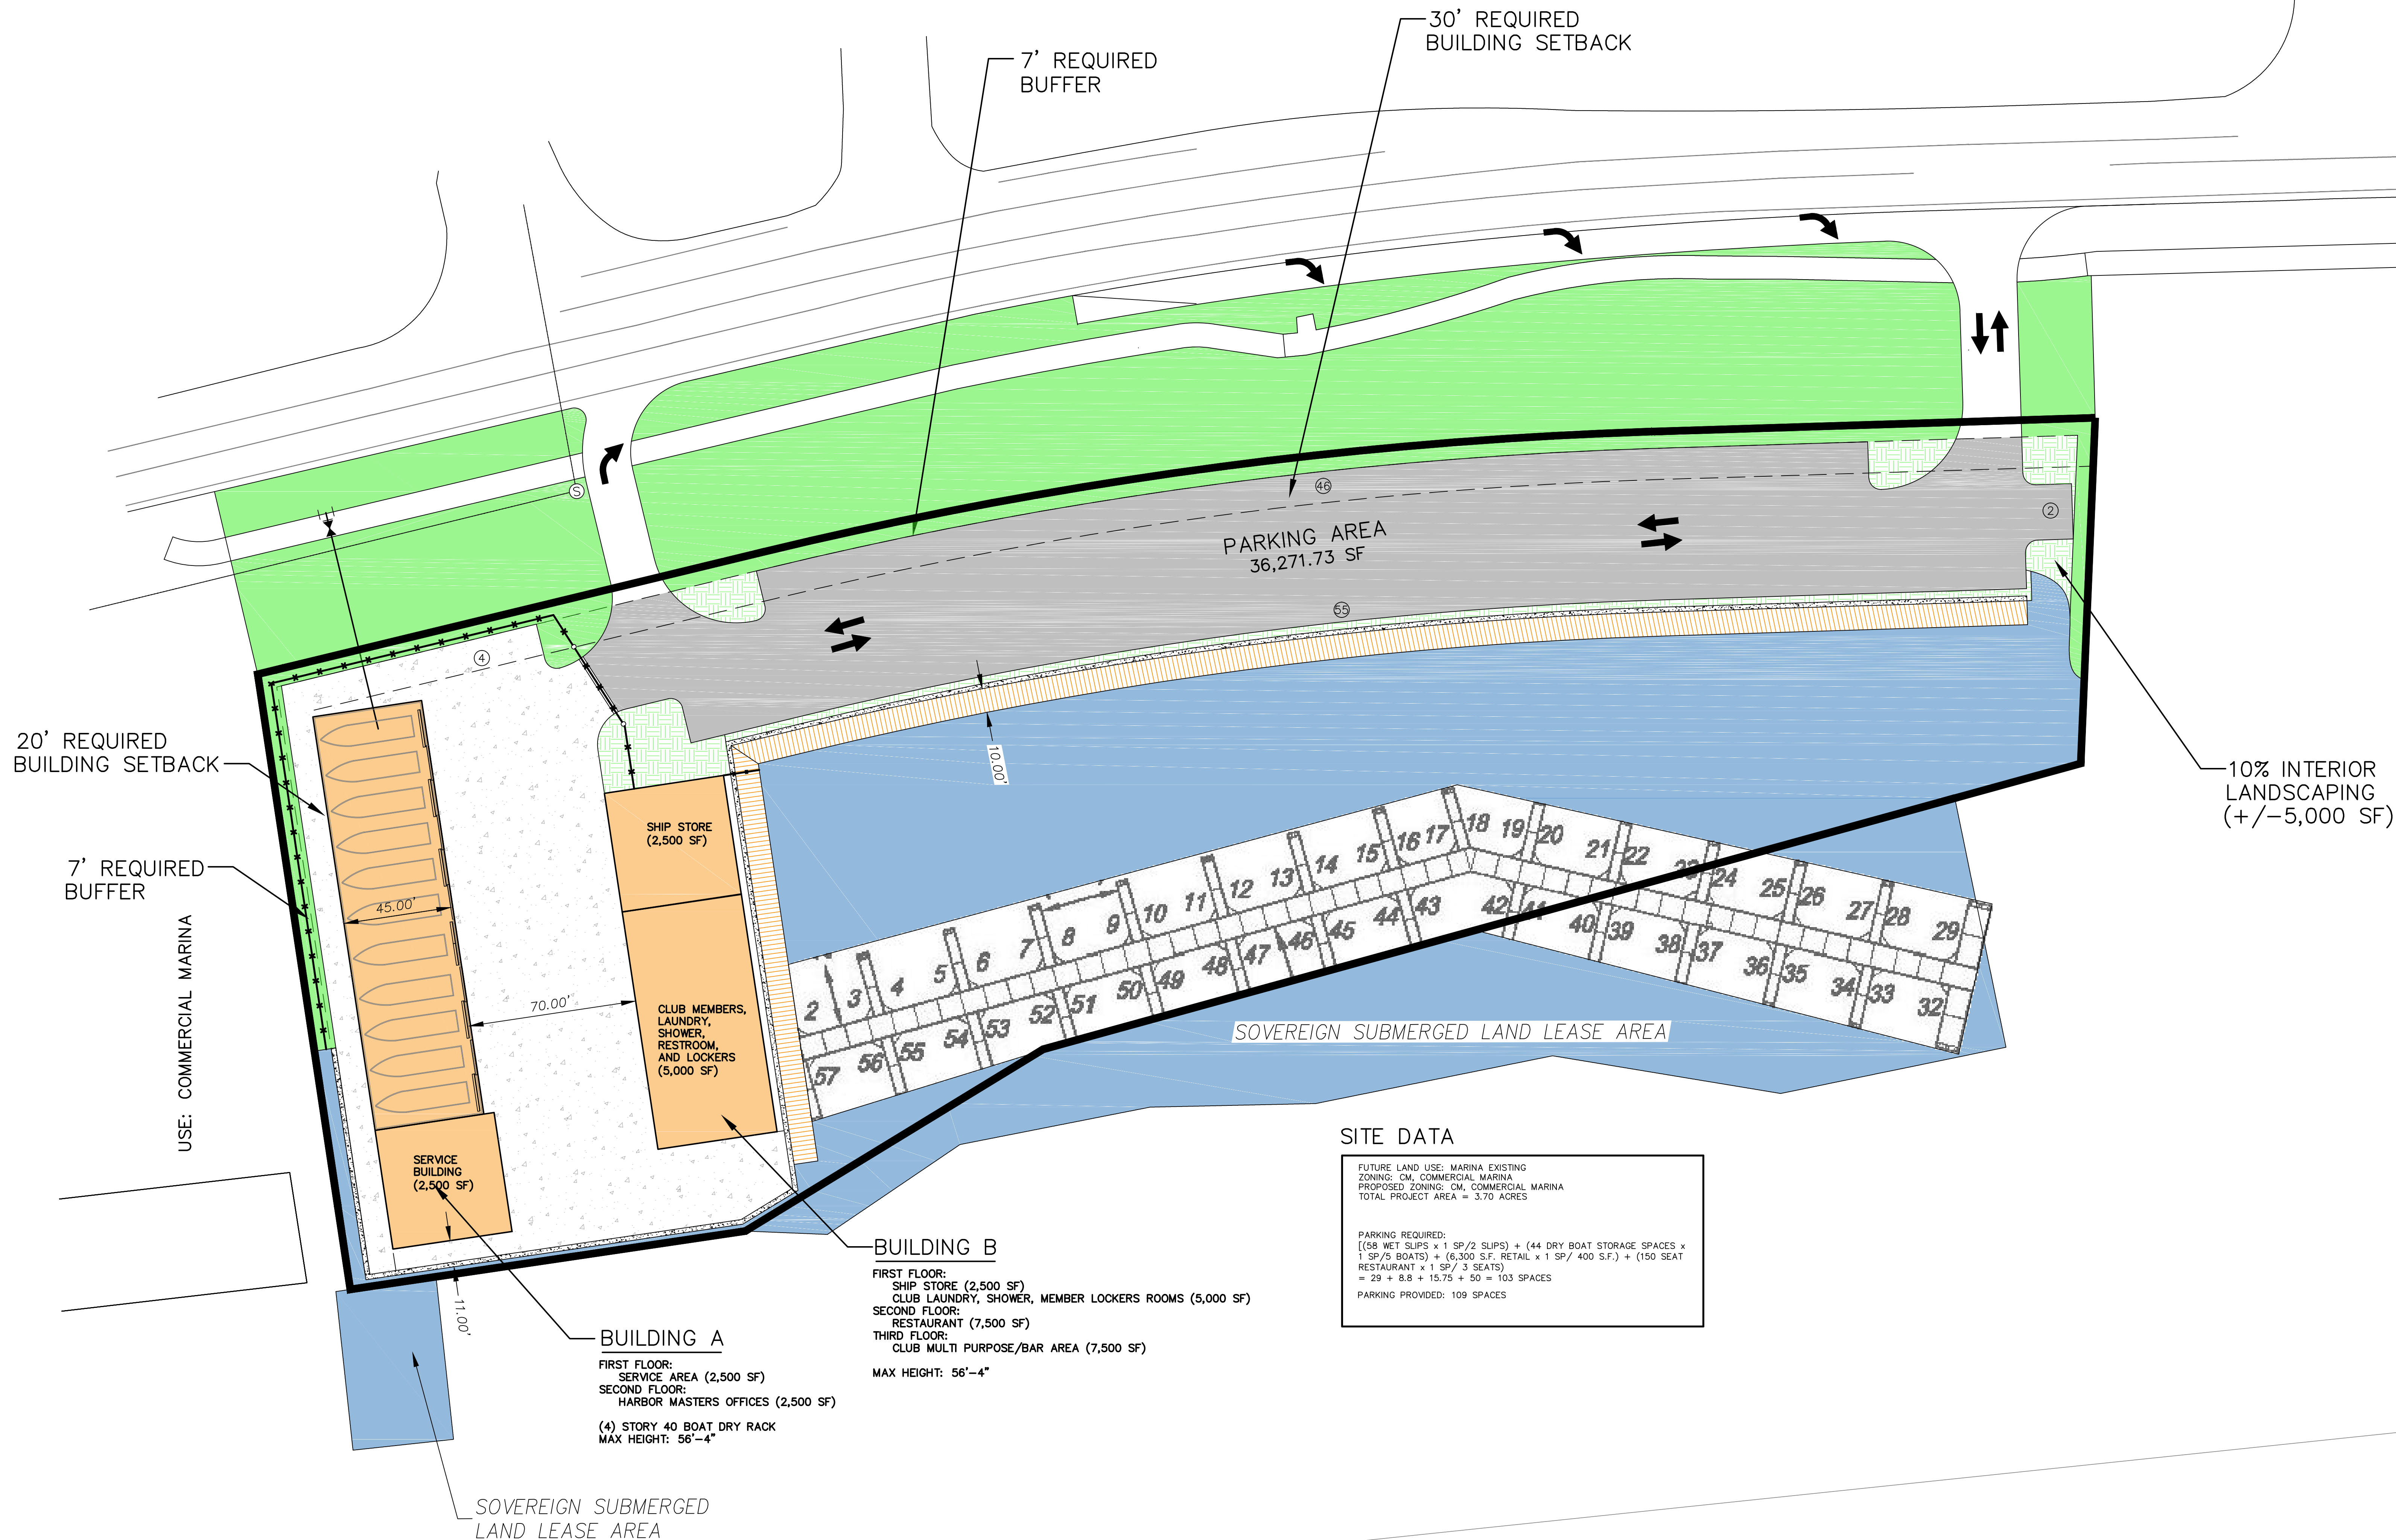 30' REQUIRED
BUILDING SETBACK
7' REQUIRED
BUFFER
S
46
2
PARKING AREA
36,271.73 SF
55
4
20' REQUIRED
BUILDING SETBACK
10.00'
10% INTERIOR
LANDSCAPING
(+/-5,000 SF)
7' REQUIRED
BUFFER
USE: COMMERCIAL MARINA
45.00'
70.00'
SHIP STORE
(2,500 SF)
CLUB MEMBERS,
LAUNDRY,
SHOWER,
RESTROOM,
AND LOCKERS
(5,000 SF)
SERVICE
BUILDING
(2,500 SF)
2
3
4
5
6
7
8
9
10
11
12
13
14
15
16
17
18
19
20
21
22
24
25
26
27
28
29
32
33
34
35
36
37
38
39
40
42
43
44
45
46
47
48
49
50
51
52
53
54
55
56
57
SOVEREIGN SUBMERGED LAND LEASE AREA
11.00'
SITE DATA
FUTURE LAND USE: MARINA EXISTING
ZONING: CM, COMMERCIAL MARINA
PROPOSED ZONING: CM, COMMERCIAL MARINA
TOTAL PROJECT AREA = 3.70 ACRES
PARKING REQUIRED:
[(58 WET SLIPS x 1 SP/2 SLIPS) + (44 DRY BOAT STORAGE SPACES x
1 SP/5 BOATS) + (6,300 S.F. RETAIL x 1 SP/ 400 S.F.) + (150 SEAT
RESTAURANT x 1 SP/ 3 SEATS)
= 29 + 8.8 + 15.75 + 50 = 103 SPACES
PARKING PROVIDED: 109 SPACES
BUILDING B
FIRST FLOOR:
SHIP STORE (2,500 SF)
CLUB LAUNDRY, SHOWER, MEMBER LOCKERS ROOMS (5,000 SF)
SECOND FLOOR:
RESTAURANT (7,500 SF)
THIRD FLOOR:
CLUB MULTI PURPOSE/BAR AREA (7,500 SF)
MAX HEIGHT: 56'-4"
BUILDING A
FIRST FLOOR:
SERVICE AREA (2,500 SF)
SECOND FLOOR:
HARBOR MASTERS OFFICES (2,500 SF)
(4) STORY 40 BOAT DRY RACK
MAX HEIGHT: 56'-4"
SOVEREIGN SUBMERGED
LAND LEASE AREA